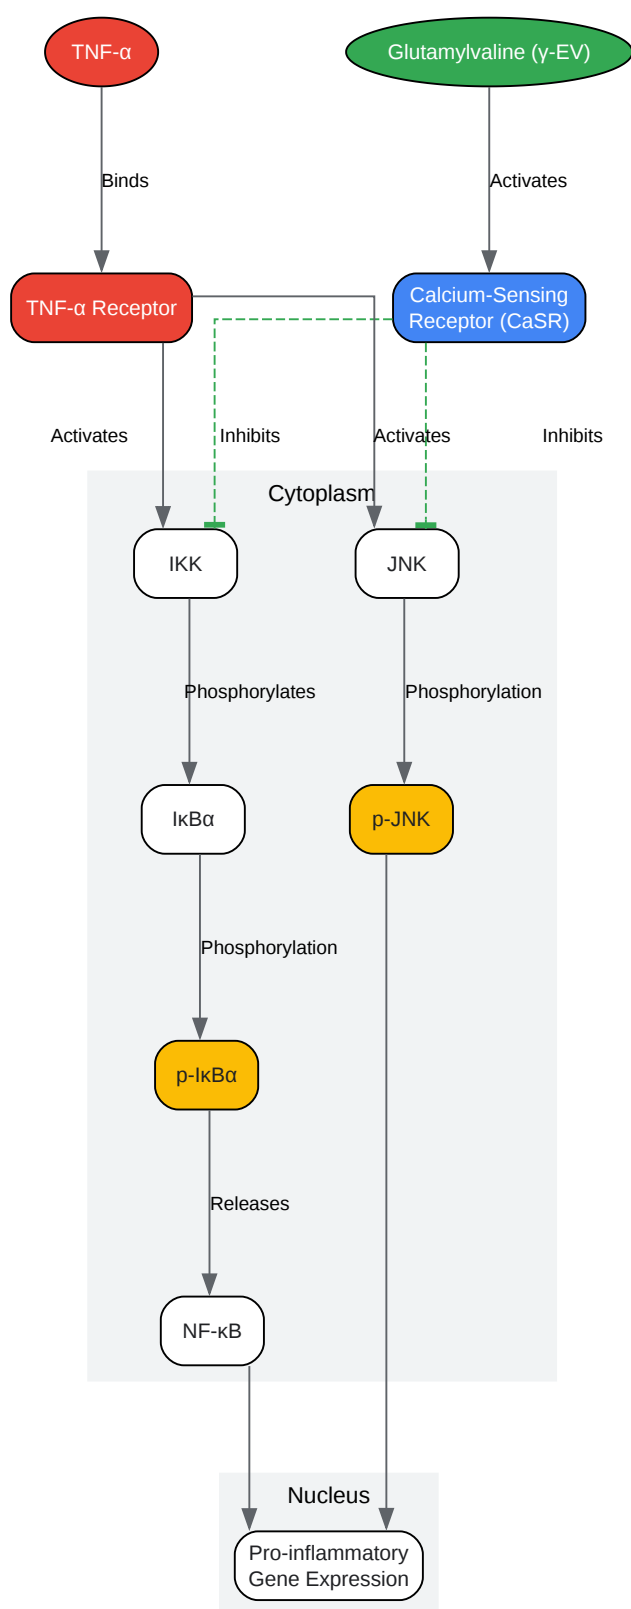 TNF-α
Glutamylvaline (γ-EV)
Binds
Activates
TNF-α Receptor
Calcium-Sensing
Receptor (CaSR)
Activates
Inhibits
Activates
Inhibits
Cytoplasm
IKK
JNK
Phosphorylates
Phosphorylation
IκBα
p-JNK
Phosphorylation
p-IκBα
Releases
NF-κB
Nucleus
Pro-inflammatory
Gene Expression